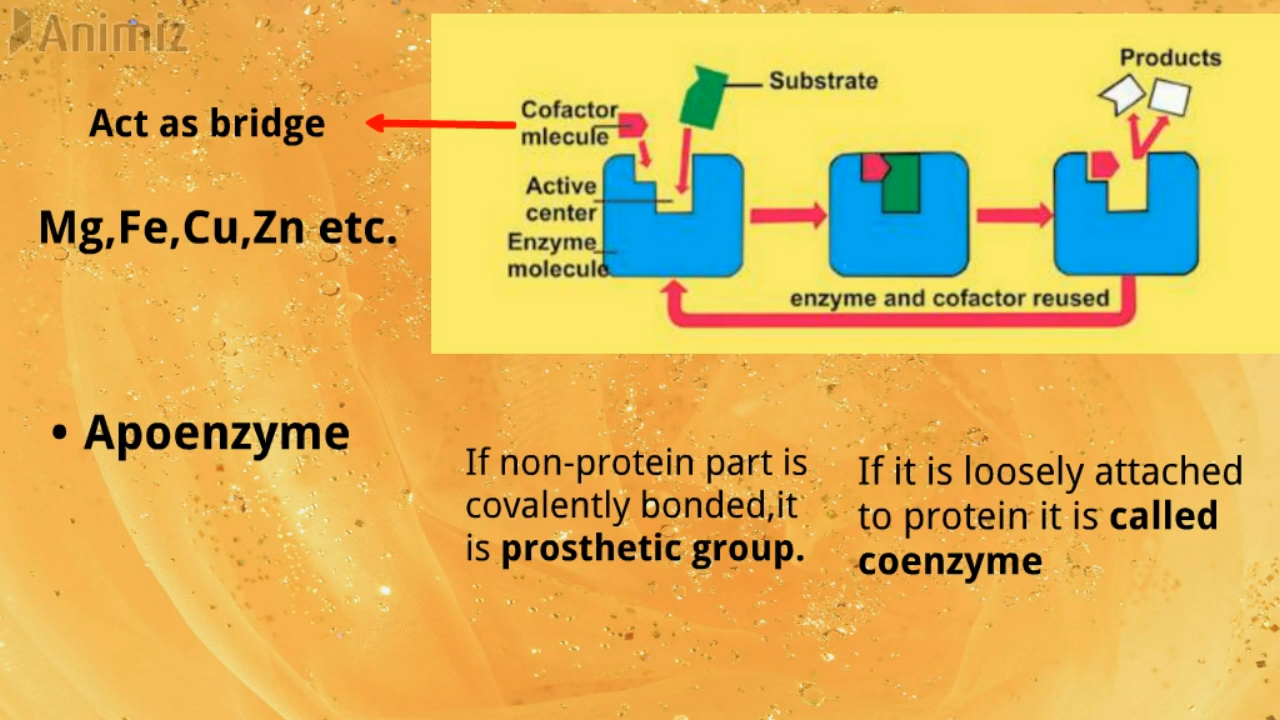 Animiz
Act as bridge
Mg,Fe,Cu,Zn etc.
Products
Substrate
Cofactor
mlecule
Active
center
Enzyme
molecule
enzyme and cofactor reused
• Apoenzyme
If non-protein part is
covalently bonded,it
is prosthetic group.
If it is loosely attached
to protein it is called
coenzyme